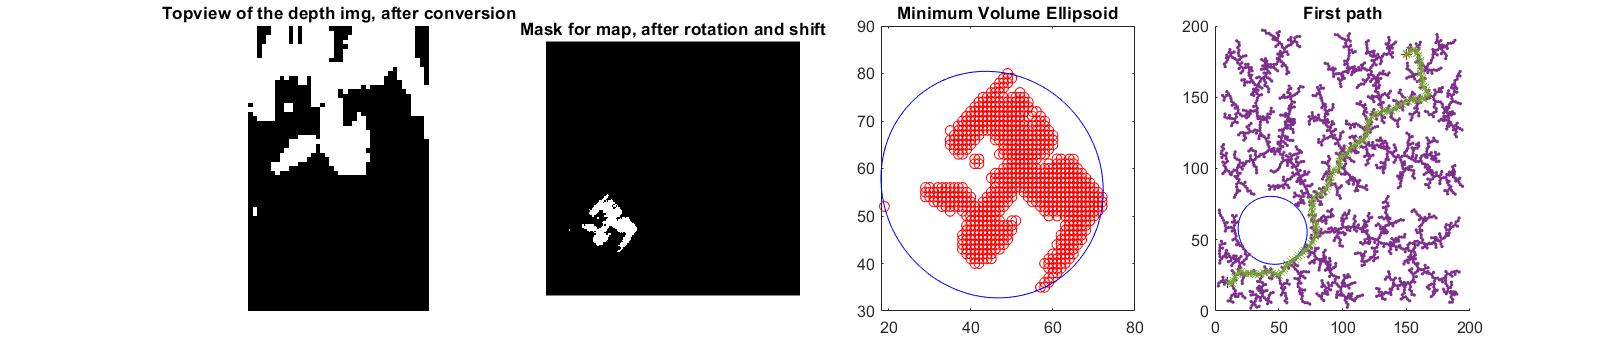 Topview of the depth img, after conversion
Mask for map, after rotation and shift
Minimum Volume Ellipsoid
90
80
70
60
50
40
30
20 40 60 80
First path
200
150
100
50
0
0 50 100 150 200